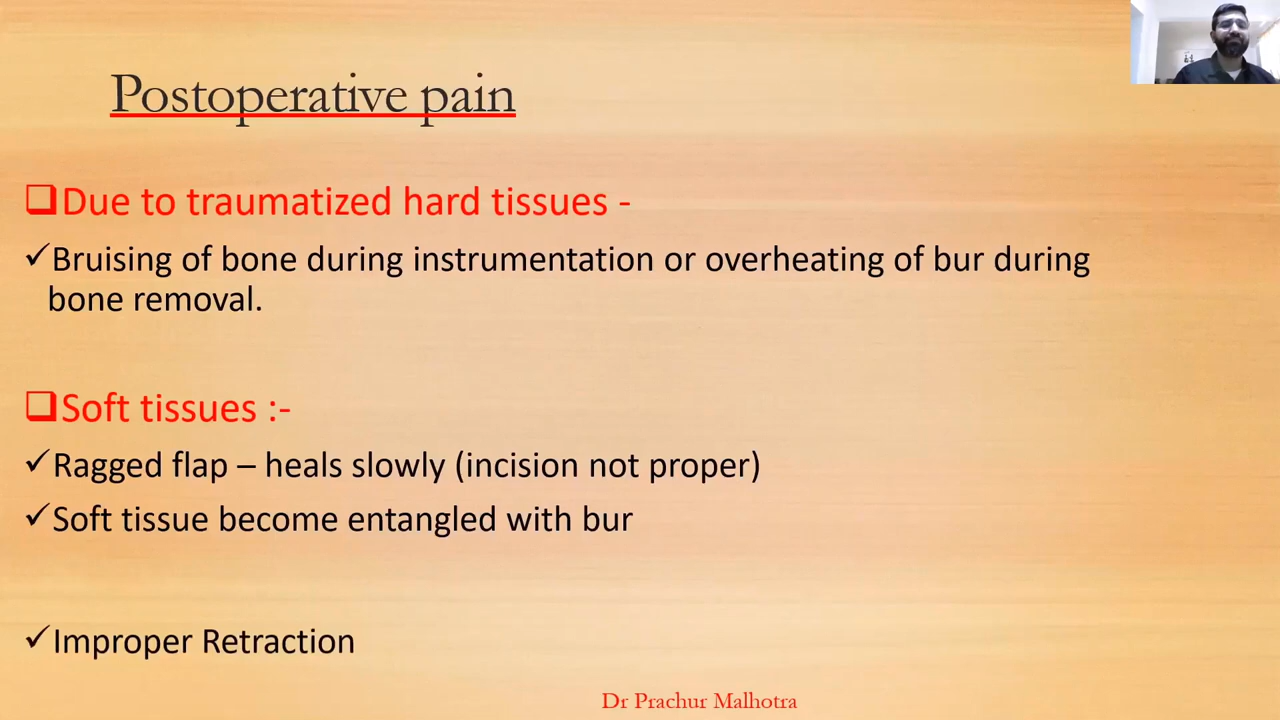 Postoperative pain
❑Due to traumatized hard tissues -
✓Bruising of bone during instrumentation or overheating of bur during
bone removal.
❑Soft tissues :-
✓Ragged flap – heals slowly (incision not proper)
✓Soft tissue become entangled with bur
✓Improper Retraction
Dr Prachur Malhotra